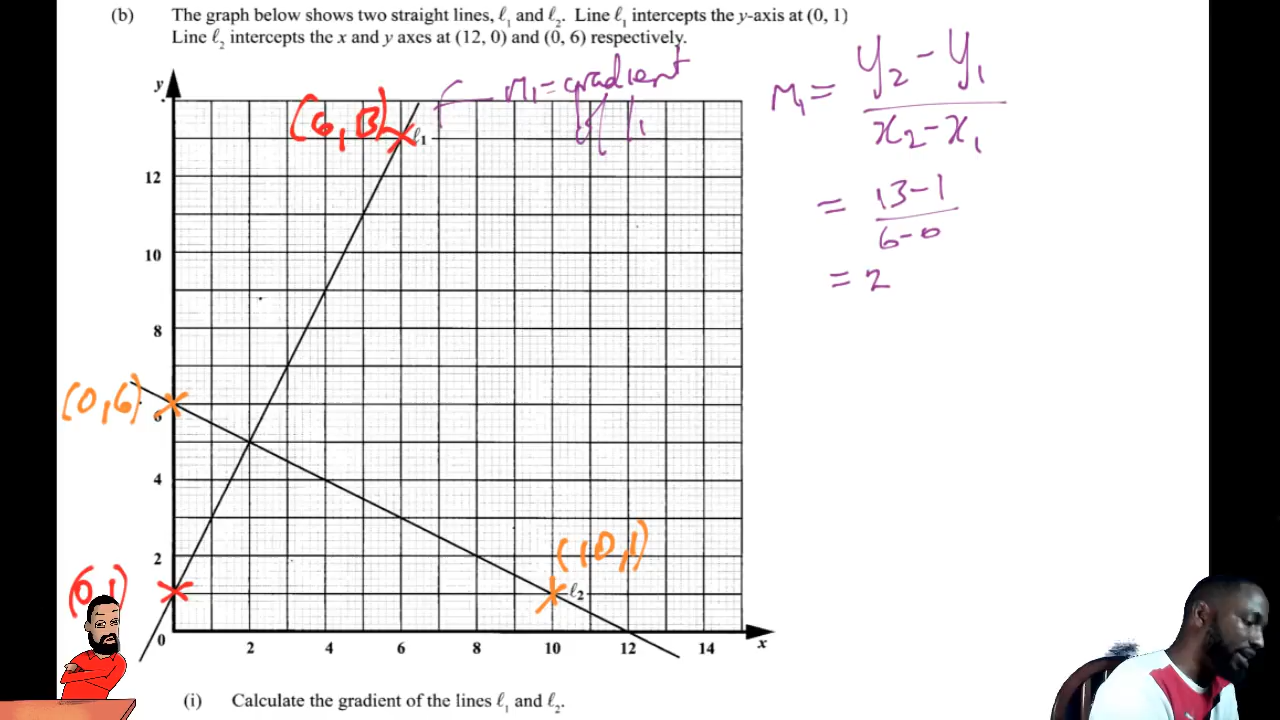 (b) The graph below shows two straight lines, ℓ₁ and ℓ₂. Line ℓ₁ intercepts the y-axis at (0, 1)
Line ℓ₂ intercepts the x and y axes at (12, 0) and (0, 6) respectively.
m₁ = gradient
of l₁
m₁ = y₂ - y₁
x₂ - x₁
= 13 - 1
6 - 0
= 2
y
(6, 13)
ℓ₁
12
10
8
(0, 6)
6
4
2
(10, 1)
ℓ₂
(0, 1)
0 2 4 6 8 10 12 14 x
(i) Calculate the gradient of the lines ℓ₁ and ℓ₂.